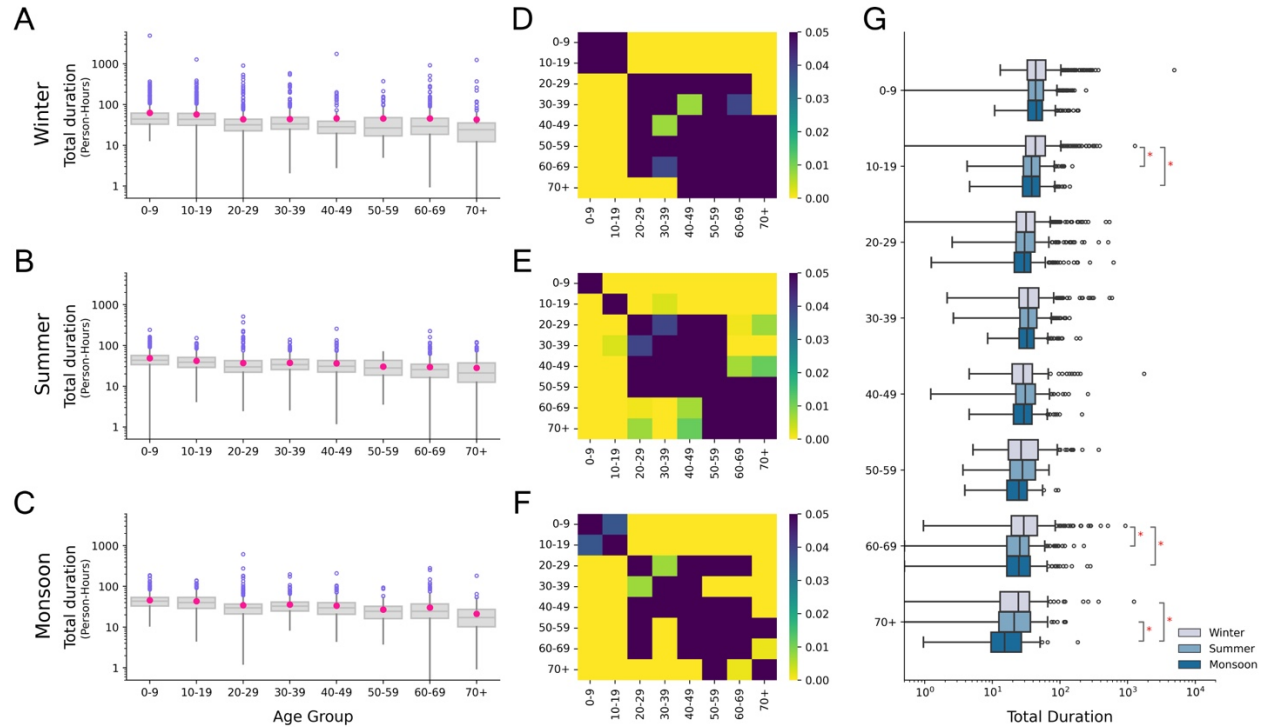 A
Winter
Total duration
(Person-Hours)
1000
100
10
1
0-9 10-19 20-29 30-39 40-49 50-59 60-69 70+
B
Summer
Total duration
(Person-Hours)
1000
100
10
1
0-9 10-19 20-29 30-39 40-49 50-59 60-69 70+
C
Monsoon
Total duration
(Person-Hours)
1000
100
10
1
0-9 10-19 20-29 30-39 40-49 50-59 60-69 70+
Age Group
D
0-9
10-19
20-29
30-39
40-49
50-59
60-69
70+
0-9 10-19 20-29 30-39 40-49 50-59 60-69 70+
0.05
0.04
0.03
0.02
0.01
0.00
E
0-9
10-19
20-29
30-39
40-49
50-59
60-69
70+
0-9 10-19 20-29 30-39 40-49 50-59 60-69 70+
0.05
0.04
0.03
0.02
0.01
0.00
F
0-9
10-19
20-29
30-39
40-49
50-59
60-69
70+
0-9 10-19 20-29 30-39 40-49 50-59 60-69 70+
0.05
0.04
0.03
0.02
0.01
0.00
G
0-9
10-19
* *
20-29
30-39
40-49
50-59
60-69
* *
70+
* *
Winter
Summer
Monsoon
10⁰ 10¹ 10² 10³ 10⁴
Total Duration